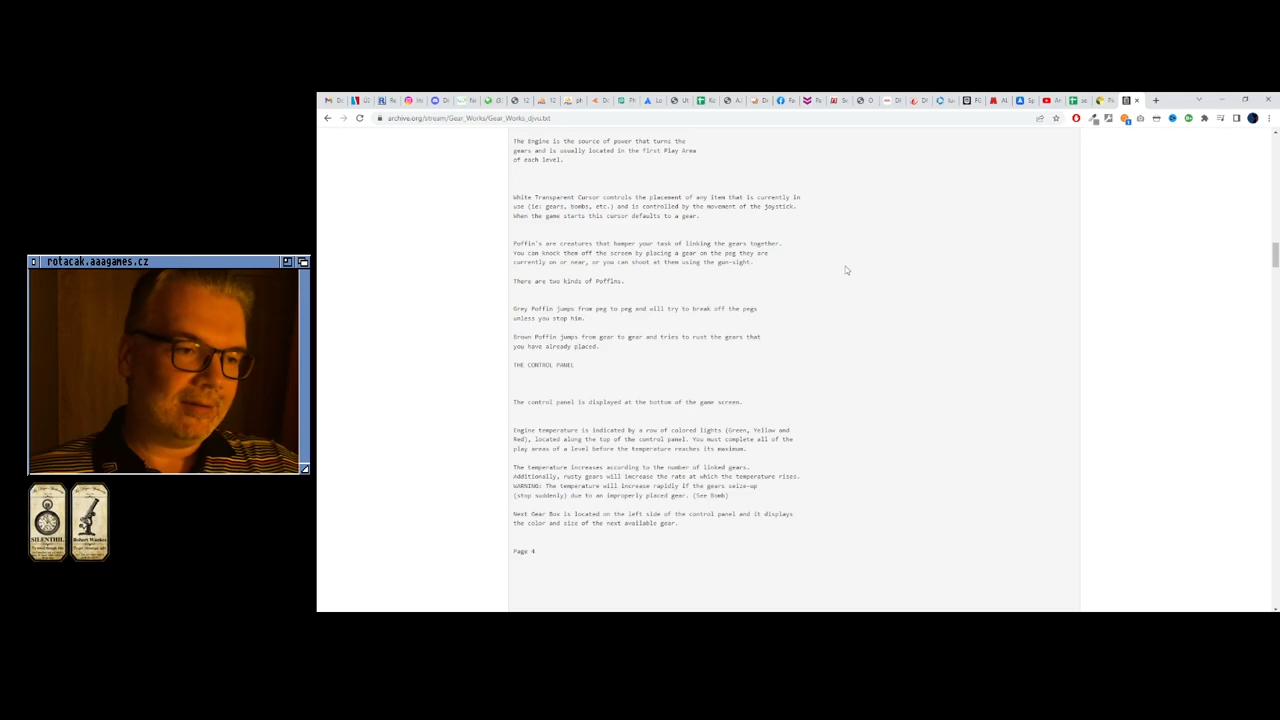 rotacak.aaagames.cz
SILENTHIL
Robert Wankes
archive.org/stream/Gear_Works/Gear_Works_djvu.txt
The Engine is the source of power that turns the
gears and is usually located in the first Play Area
of each level.
White Transparent Cursor controls the placement of any item that is currently in
use (ie: gears, bombs, etc.) and is controlled by the movement of the joystick.
When the game starts this cursor defaults to a gear.
Poffin's are creatures that hamper your task of linking the gears together.
You can knock them off the screen by placing a gear on the peg they are
currently on or near, or you can shoot at them using the gun-sight.
There are two kinds of Poffins.
Grey Poffin jumps from peg to peg and will try to break off the pegs
unless you stop him.
Brown Poffin jumps from gear to gear and tries to rust the gears that
you have already placed.
THE CONTROL PANEL
The control panel is displayed at the bottom of the game screen.
Engine temperature is indicated by a row of colored lights (Green, Yellow and
Red), located along the top of the control panel. You must complete all of the
play areas of a level before the temperature reaches its maximum.
The temperature increases according to the number of linked gears.
Additionally, rusty gears will increase the rate at which the temperature rises.
WARNING: The temperature will increase rapidly if the gears seize-up
(stop suddenly) due to an improperly placed gear. (See Bomb)
Next Gear Box is located on the left side of the control panel and it displays
the color and size of the next available gear.
Page 4